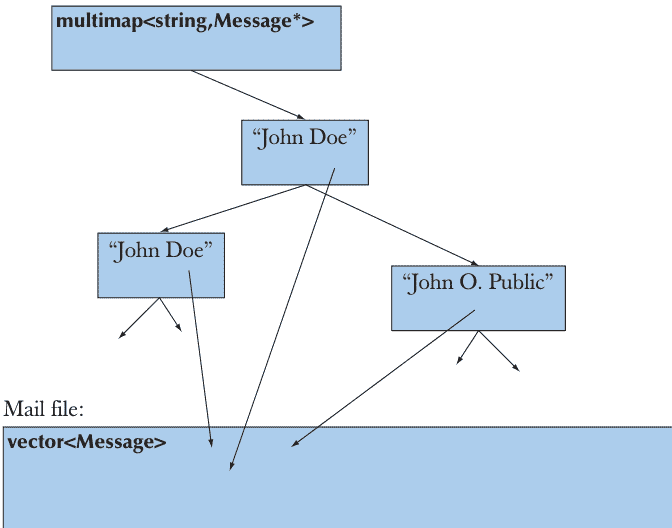 multimap<string,Message*>
“John Doe”
“John Doe”
“John O. Public”
Mail file:
vector<Message>